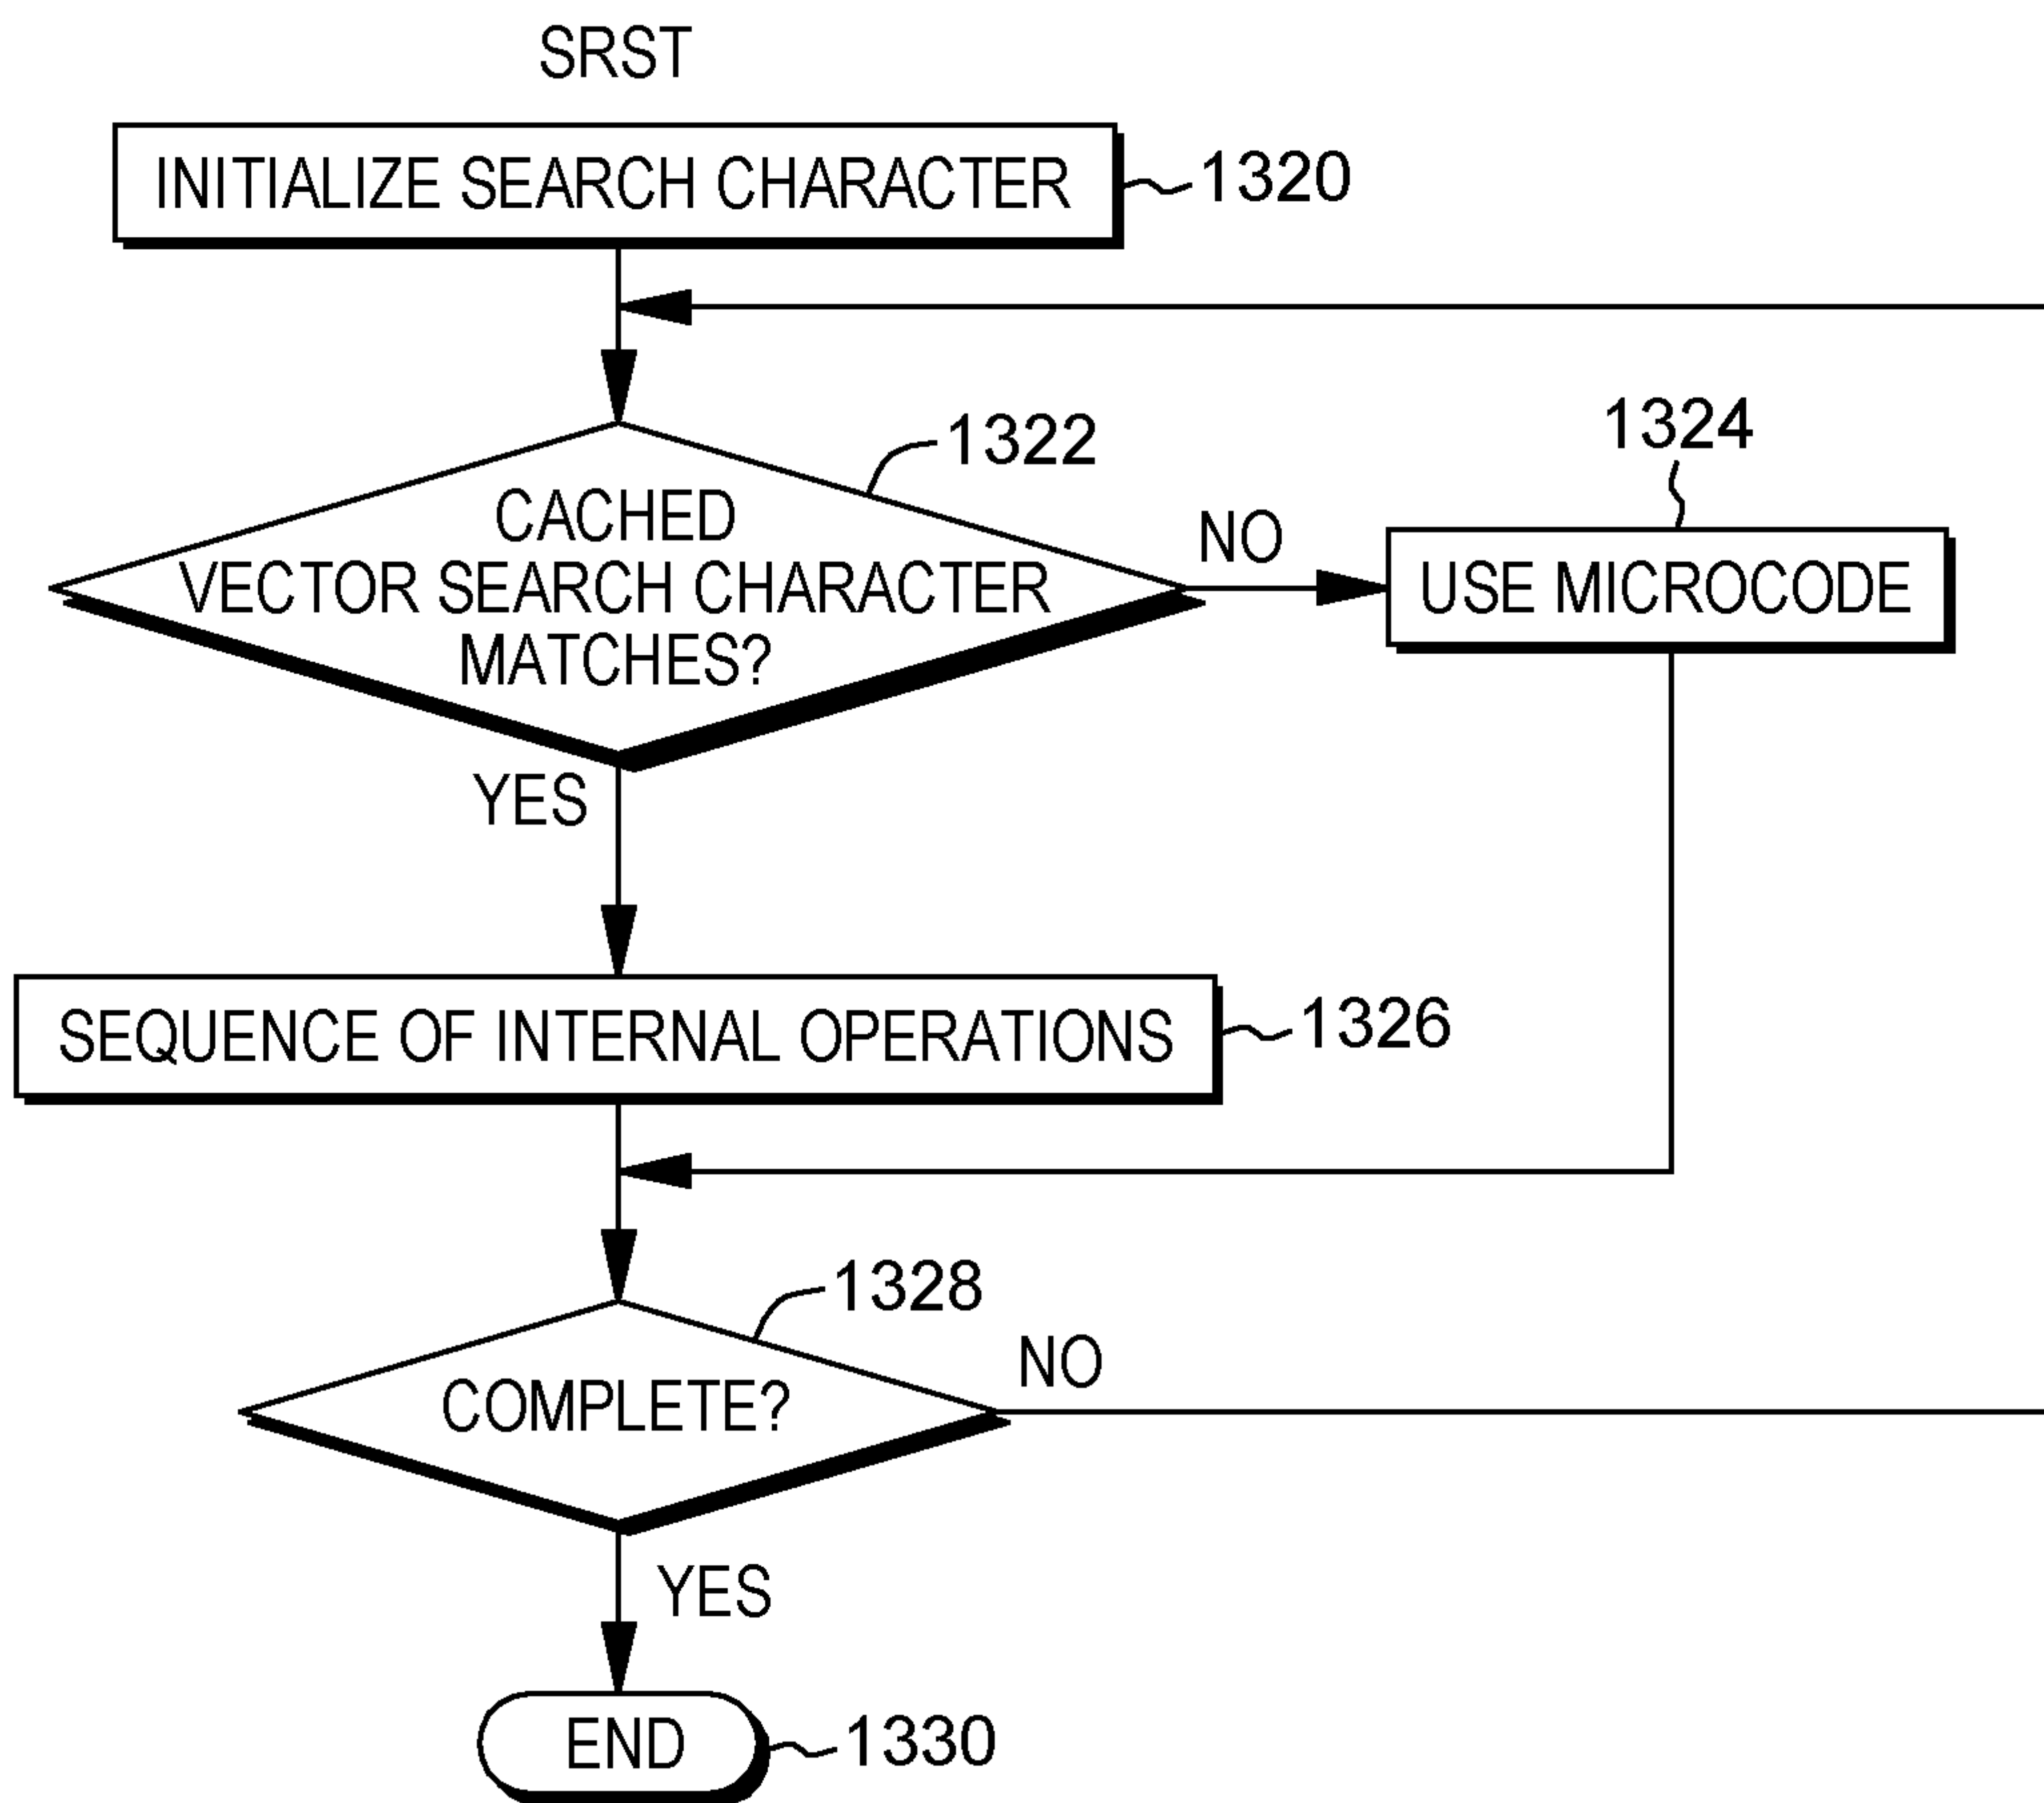 SRST
INITIALIZE SEARCH CHARACTER
1320
1322
1324
CACHED
VECTOR SEARCH CHARACTER
MATCHES?
NO
USE MICROCODE
YES
SEQUENCE OF INTERNAL OPERATIONS
1326
1328
COMPLETE?
NO
YES
END
1330